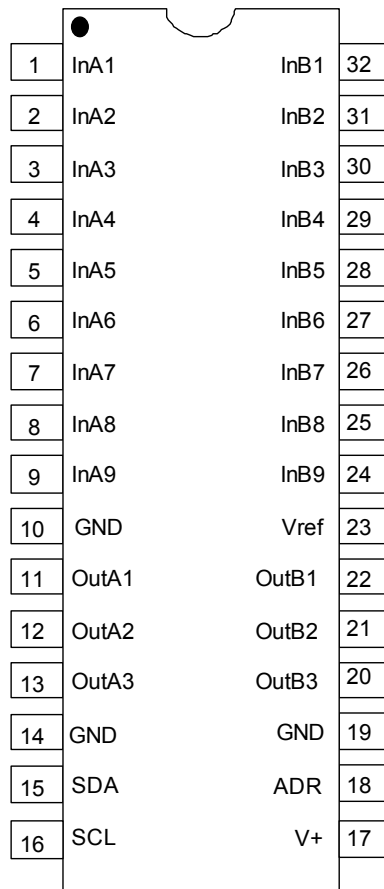 1 InA1 InB1 32
2 InA2 InB2 31
3 InA3 InB3 30
4 InA4 InB4 29
5 InA5 InB5 28
6 InA6 InB6 27
7 InA7 InB7 26
8 InA8 InB8 25
9 InA9 InB9 24
10 GND Vref 23
11 OutA1 OutB1 22
12 OutA2 OutB2 21
13 OutA3 OutB3 20
14 GND GND 19
15 SDA ADR 18
16 SCL V+ 17